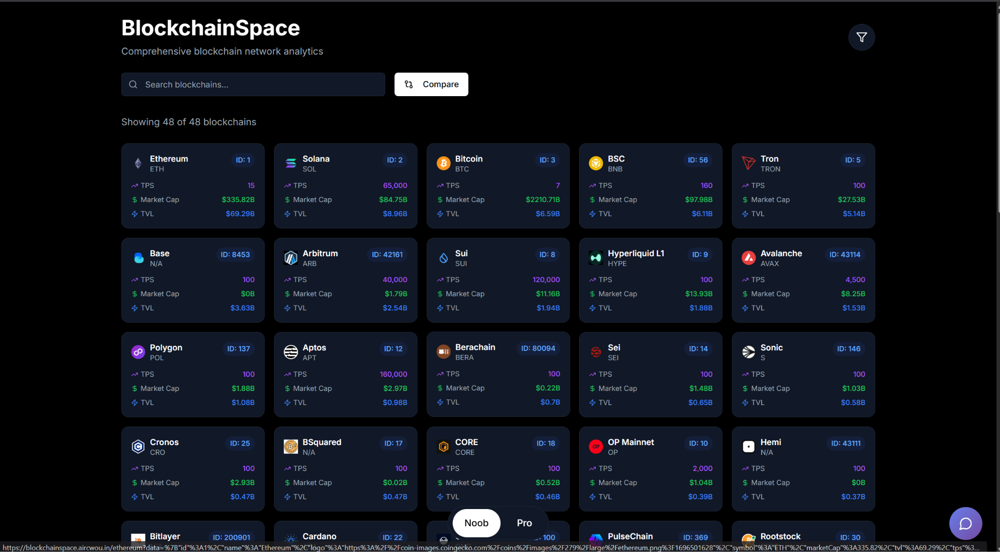 BlockchainSpace
Comprehensive blockchain network analytics
Search blockchains...
Compare
Showing 48 of 48 blockchains
Ethereum
ID: 1
ETH
TPS 15
Market Cap $335.82B
TVL $69.29B
Solana
ID: 2
SOL
TPS 65,000
Market Cap $84.75B
TVL $8.96B
Bitcoin
ID: 3
BTC
TPS 7
Market Cap $2210.71B
TVL $6.59B
BSC
ID: 56
BNB
TPS 160
Market Cap $97.98B
TVL $6.11B
Tron
ID: 5
TRON
TPS 100
Market Cap $27.53B
TVL $5.14B
Base
ID: 8453
N/A
TPS 100
Market Cap $0B
TVL $3.63B
Arbitrum
ID: 42161
ARB
TPS 40,000
Market Cap $1.79B
TVL $2.54B
Sui
ID: 8
SUI
TPS 120,000
Market Cap $11.16B
TVL $1.94B
Hyperliquid L1
ID: 9
HYPE
TPS 100
Market Cap $13.93B
TVL $1.88B
Avalanche
ID: 43114
AVAX
TPS 4,500
Market Cap $8.25B
TVL $1.53B
Polygon
ID: 137
POL
TPS 100
Market Cap $1.88B
TVL $1.08B
Aptos
ID: 12
APT
TPS 160,000
Market Cap $2.97B
TVL $0.98B
Berachain
ID: 80094
BERA
TPS 100
Market Cap $0.22B
TVL $0.7B
Sei
ID: 14
SEI
TPS 100
Market Cap $1.48B
TVL $0.65B
Sonic
ID: 146
S
TPS 100
Market Cap $1.03B
TVL $0.58B
Cronos
ID: 25
CRO
TPS 100
Market Cap $2.93B
TVL $0.47B
BSquared
ID: 17
N/A
TPS 100
Market Cap $0.02B
TVL $0.47B
CORE
ID: 18
CORE
TPS 100
Market Cap $0.52B
TVL $0.46B
OP
OP Mainnet
ID: 10
OP
TPS 2,000
Market Cap $1.04B
TVL $0.39B
Hemi
ID: 43111
N/A
TPS 100
Market Cap $0B
TVL $0.37B
Noob
Pro
Bitlayer
ID: 200901
Cardano
ID: 22
100
PulseChain
ID: 369
Rootstock
ID: 30
https://blockchainspace.aircwou.in/ethereum?data=%7B"id"%3A1%2C"name"%3A"Ethereum"%2C"logo"%3A"https%3A%2F%2Fcoin-images.coingecko.com%2Fcoins%2Fimages%2F279%2Flarge%2Fethereum.png%3F1696501628"%2C"symbol"%3A"ETH"%2C"marketCap"%3A335.82%2C"tvl"%3A69.29%2C"tps"%3...